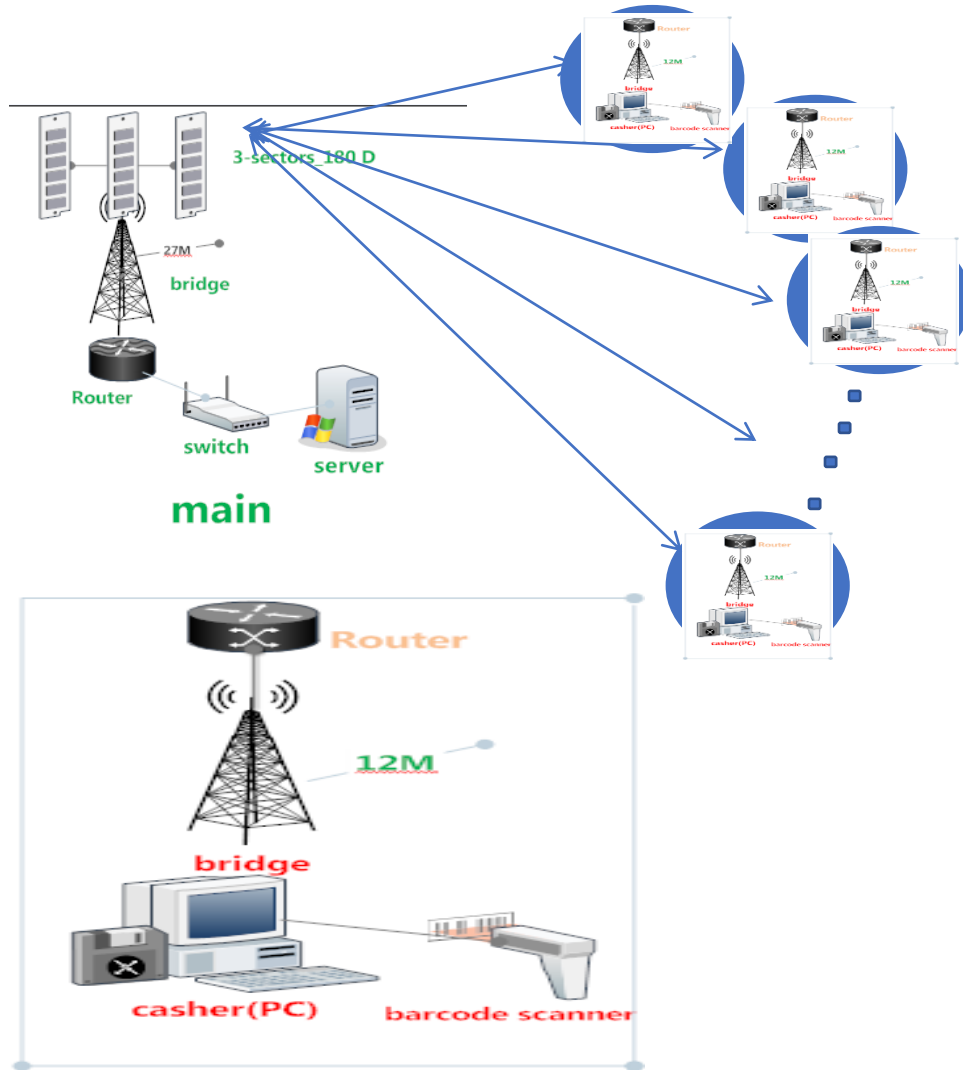 Router
12M
bridge
casher(PC)
barcode scanner
Router
12M
bridge
casher(PC)
barcode scanner
3-sectors_180 D
27M
bridge
Router
12M
bridge
casher(PC)
barcode scanner
Router
switch
server
main
Router
12M
bridge
casher(PC)
barcode scanner
Router
12M
bridge
casher(PC)
barcode scanner